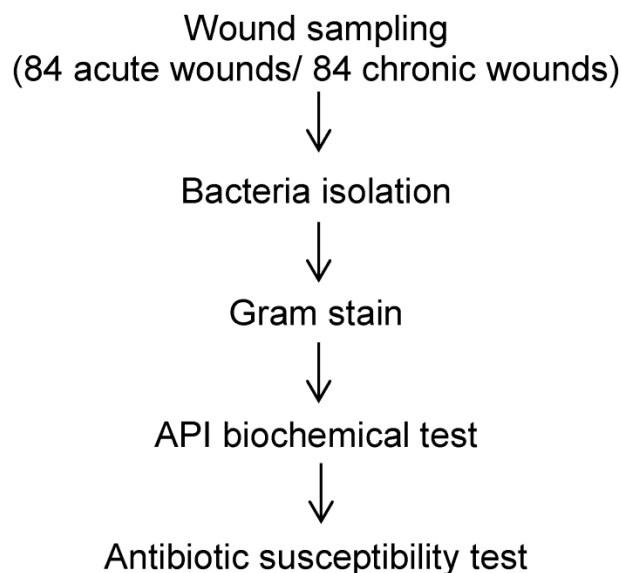 Wound sampling
(84 acute wounds/ 84 chronic wounds)
Bacteria isolation
Gram stain
API biochemical test
Antibiotic susceptibility test